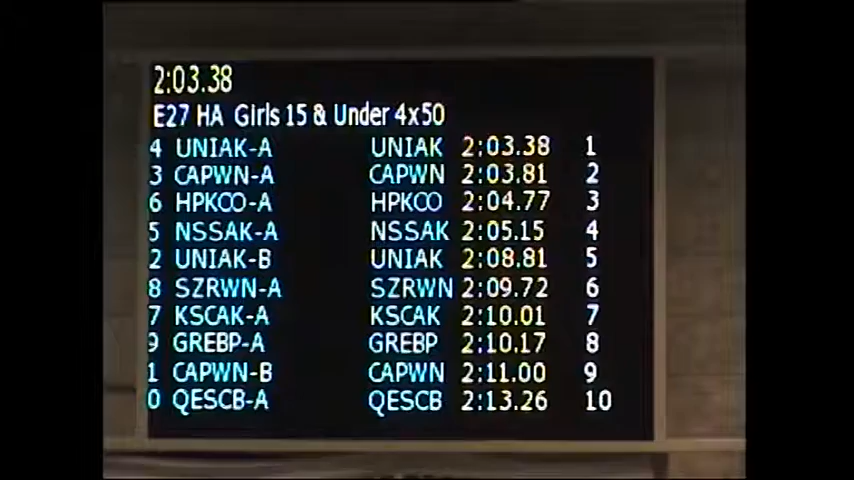 2:03.38
E27 HA Girls 15 & Under 4x50
4 UNIAK-A UNIAK 2:03.38 1
3 CAPWN-A CAPWN 2:03.81 2
6 HPKCO-A HPKCO 2:04.77 3
5 NSSAK-A NSSAK 2:05.15 4
2 UNIAK-B UNIAK 2:08.81 5
8 SZRWN-A SZRWN 2:09.72 6
7 KSCAK-A KSCAK 2:10.01 7
9 GREBP-A GREBP 2:10.17 8
1 CAPWN-B CAPWN 2:11.00 9
0 QESCB-A QESCB 2:13.26 10